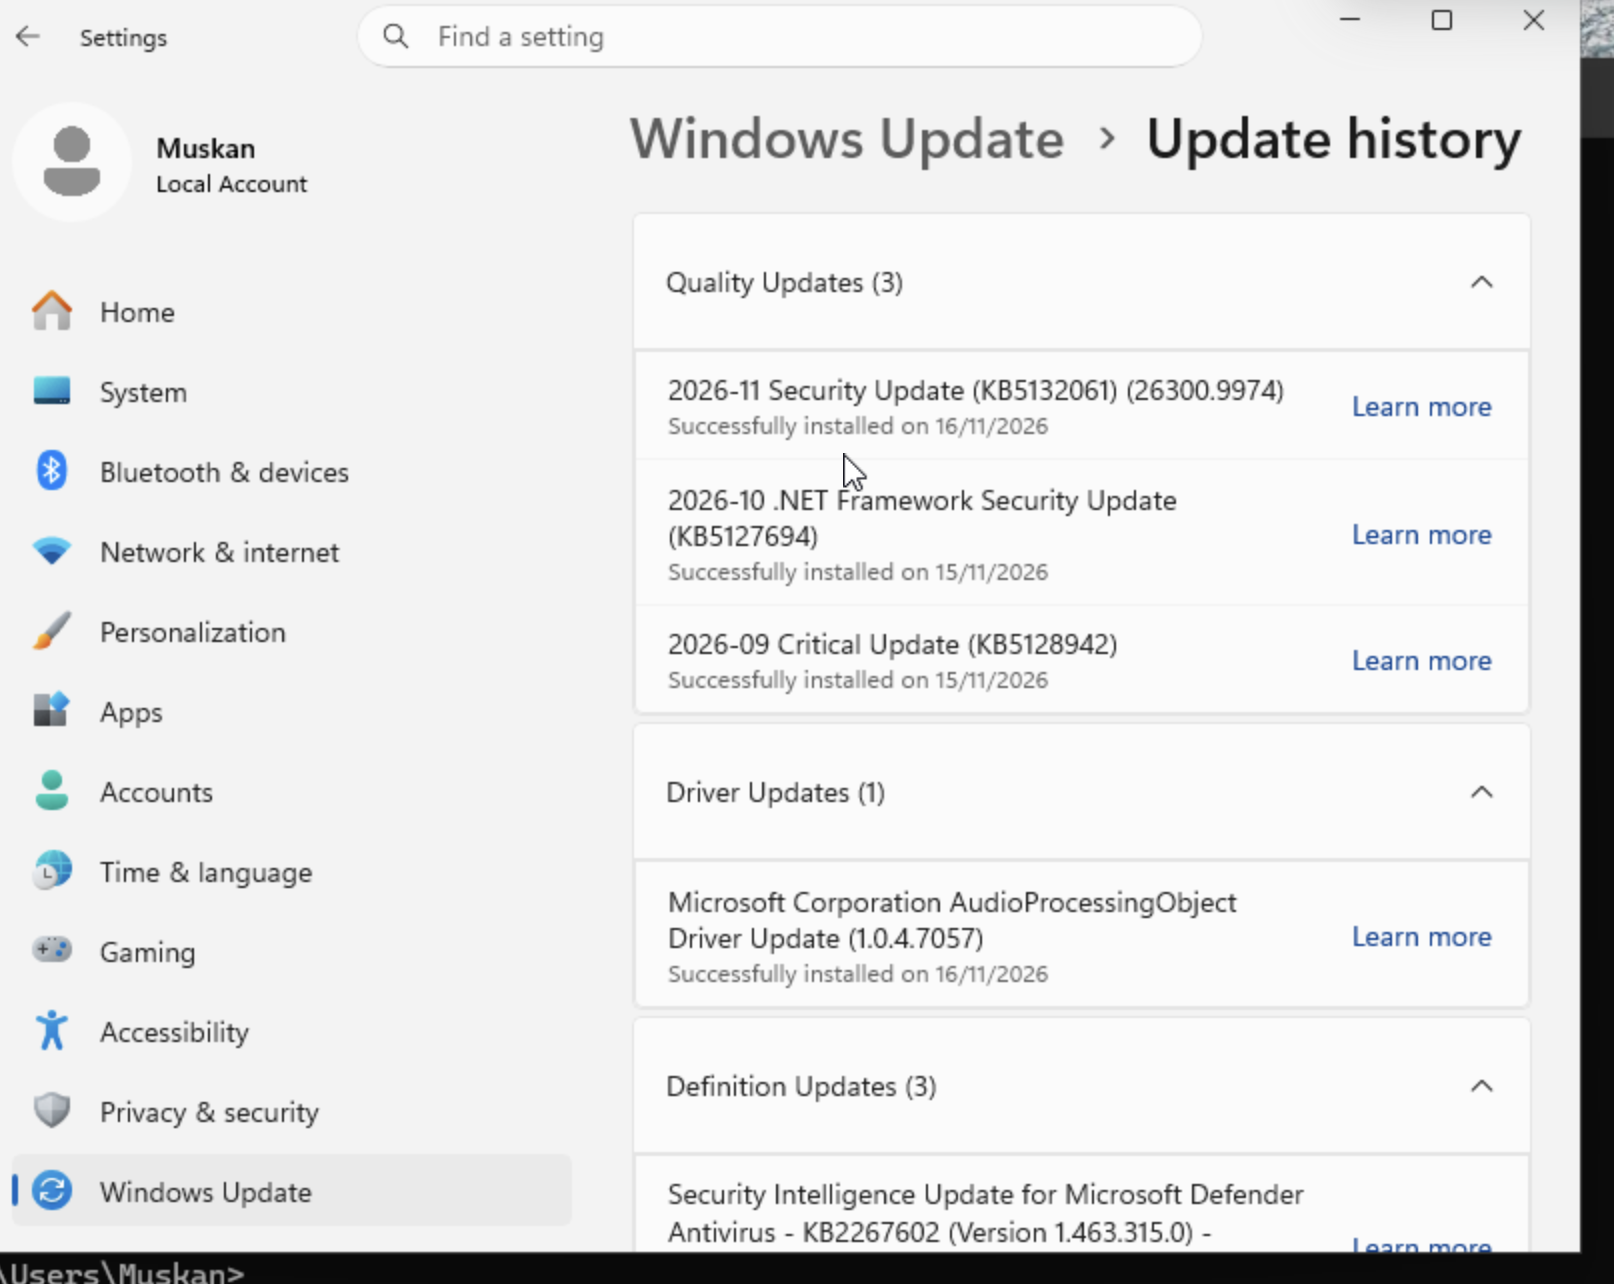 Settings
Find a setting
Muskan
Local Account
Home
System
Bluetooth & devices
Network & internet
Personalization
Apps
Accounts
Time & language
Gaming
Accessibility
Privacy & security
Windows Update
Windows Update > Update history
Quality Updates (3)
2026-11 Security Update (KB5132061) (26300.9974)
Successfully installed on 16/11/2026
Learn more
2026-10 .NET Framework Security Update
(KB5127694)
Successfully installed on 15/11/2026
Learn more
2026-09 Critical Update (KB5128942)
Successfully installed on 15/11/2026
Learn more
Driver Updates (1)
Microsoft Corporation AudioProcessingObject
Driver Update (1.0.4.7057)
Successfully installed on 16/11/2026
Learn more
Definition Updates (3)
Security Intelligence Update for Microsoft Defender
Antivirus - KB2267602 (Version 1.463.315.0) -
Learn more
\Users\Muskan>